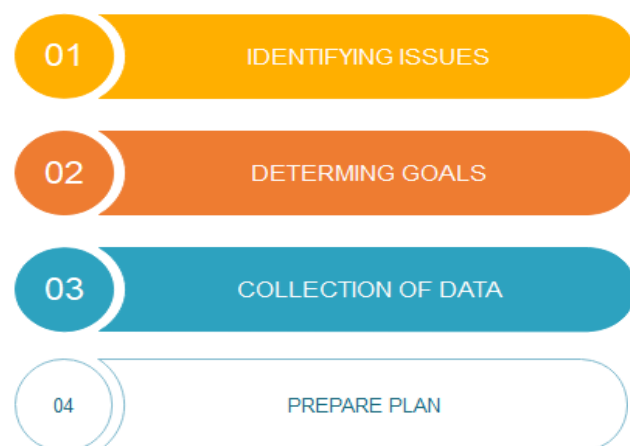 01 IDENTIFYING ISSUES
02 DETERMING GOALS
03 COLLECTION OF DATA
04 PREPARE PLAN